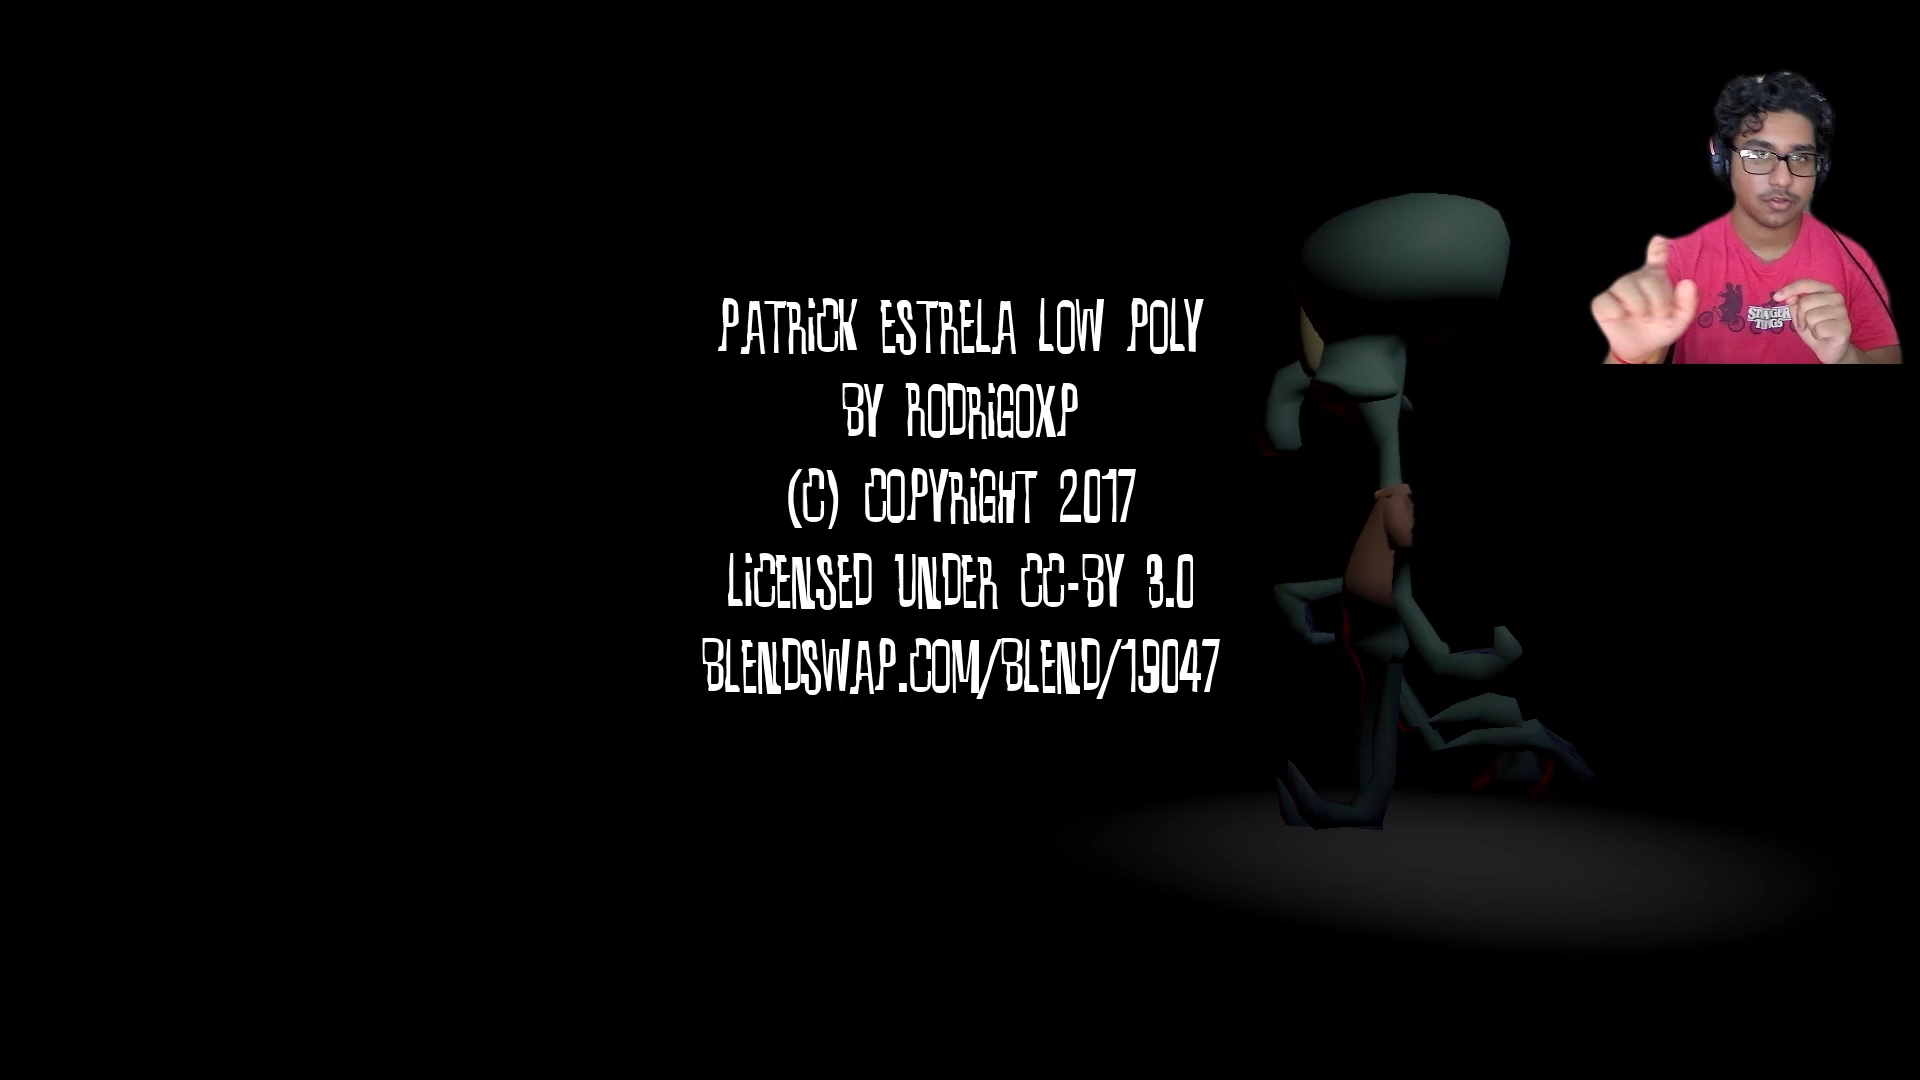 PATRICK ESTRELA LOW POLY
BY RODRIGOXP
(C) COPYRIGHT 2017
LICENSED UNDER CC-BY 3.0
BLENDSWAP.COM/BLEND/19047